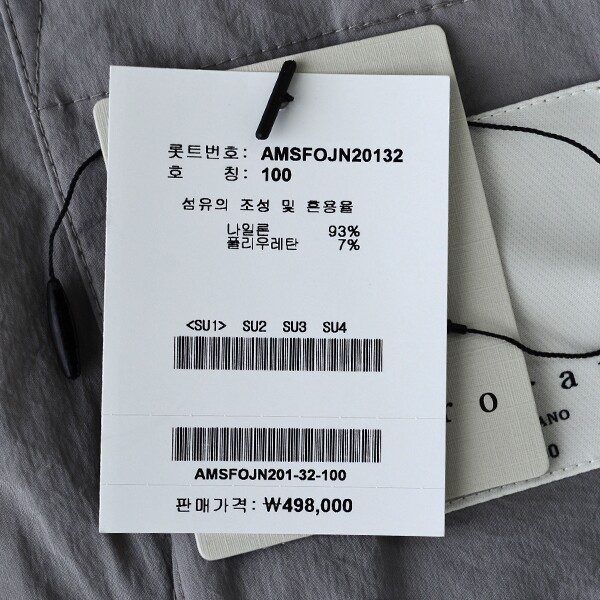 롯트번호: AMSFOJN20132
호 칭: 100
섬유의 조성 및 혼용율
나일론 93%
폴리우레탄 7%
<SU1> SU2 SU3 SU4
AMSFOJN201-32-100
판매가격: ₩498,000